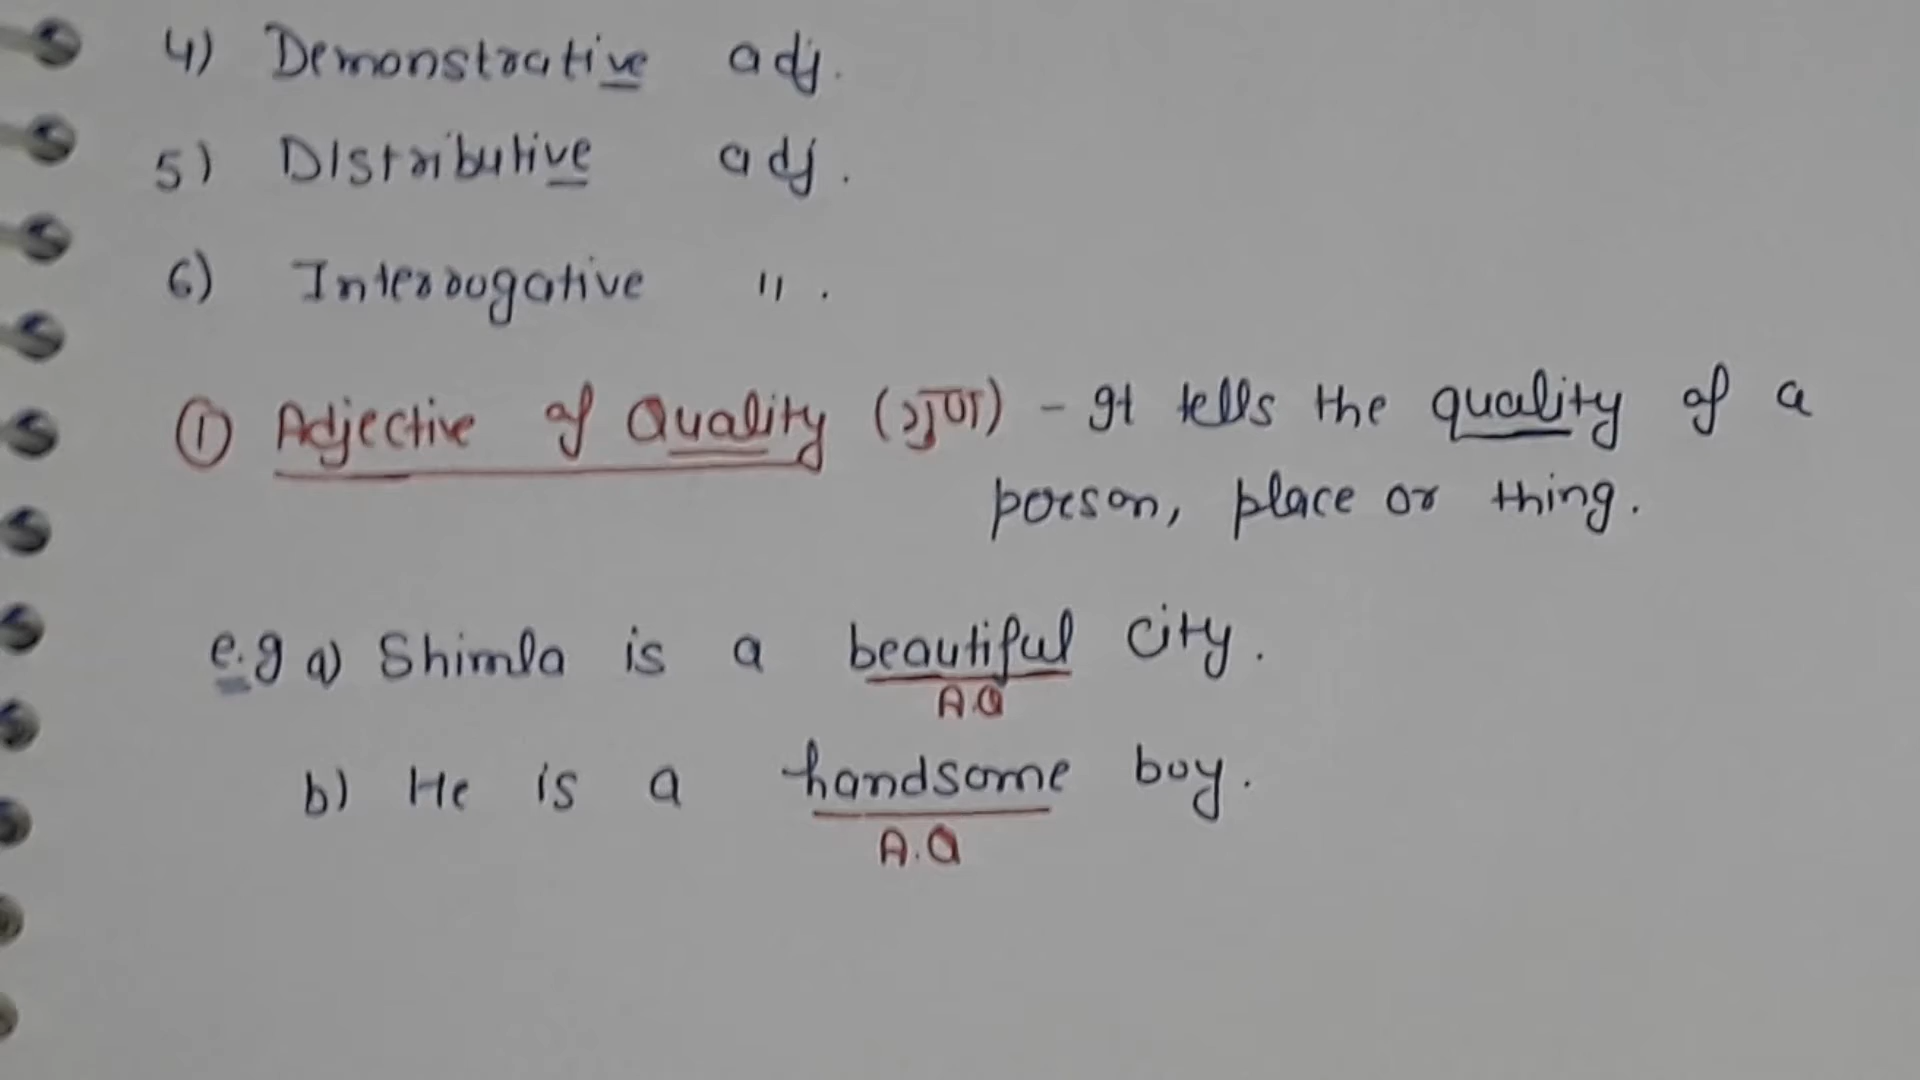 4) Demonstrative adj.
5) Distributive adj.
6) Interrogative " .
① Adjective of Quality (गुण) - It tells the quality of a
person, place or thing.
e.g a) Shimla is a beautiful city.
A.Q
b) He is a handsome boy.
A.Q